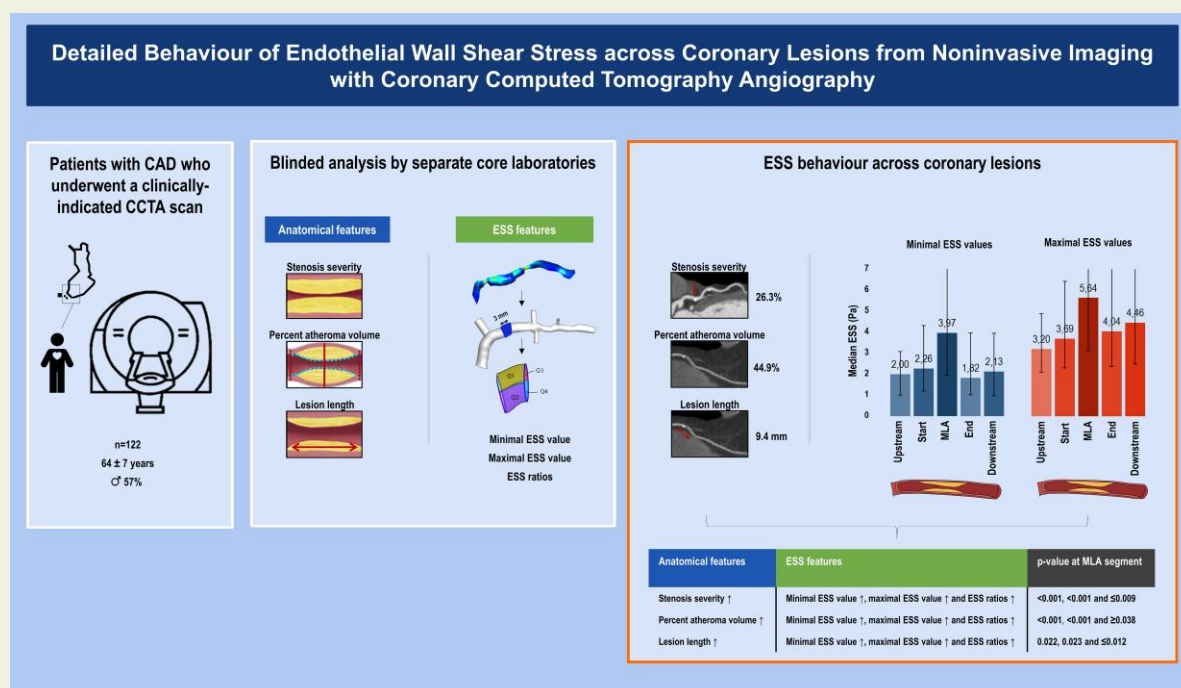 Detailed Behaviour of Endothelial Wall Shear Stress across Coronary Lesions from Noninvasive Imaging
with Coronary Computed Tomography Angiography
Patients with CAD who
underwent a clinically-
indicated CCTA scan
n=122
64 ± 7 years
♂ 57%
Blinded analysis by separate core laboratories
Anatomical features
Stenosis severity
Percent atheroma volume
Lesion length
ESS features
3 mm
Q1
Q3
Q2
Q4
Minimal ESS value
Maximal ESS value
ESS ratios
ESS behaviour across coronary lesions
Stenosis severity
26.3%
Percent atheroma volume
44.9%
Lesion length
9.4 mm
Minimal ESS values
Maximal ESS values
Median ESS (Pa)
7
6
5
4
3
2
1
0
2,00
2,26
3,97
1,82
2,13
3,20
3,69
5,64
4,04
4,46
Upstream
Start
MLA
End
Downstream
Upstream
Start
MLA
End
Downstream
Anatomical features ESS features p-value at MLA segment
Stenosis severity ↑ Minimal ESS value ↑, maximal ESS value ↑ and ESS ratios ↑ <0.001, <0.001 and ≤0.009
Percent atheroma volume ↑ Minimal ESS value ↑, maximal ESS value ↑ and ESS ratios ↑ <0.001, <0.001 and ≥0.038
Lesion length ↑ Minimal ESS value ↑, maximal ESS value ↑ and ESS ratios ↑ 0.022, 0.023 and ≤0.012